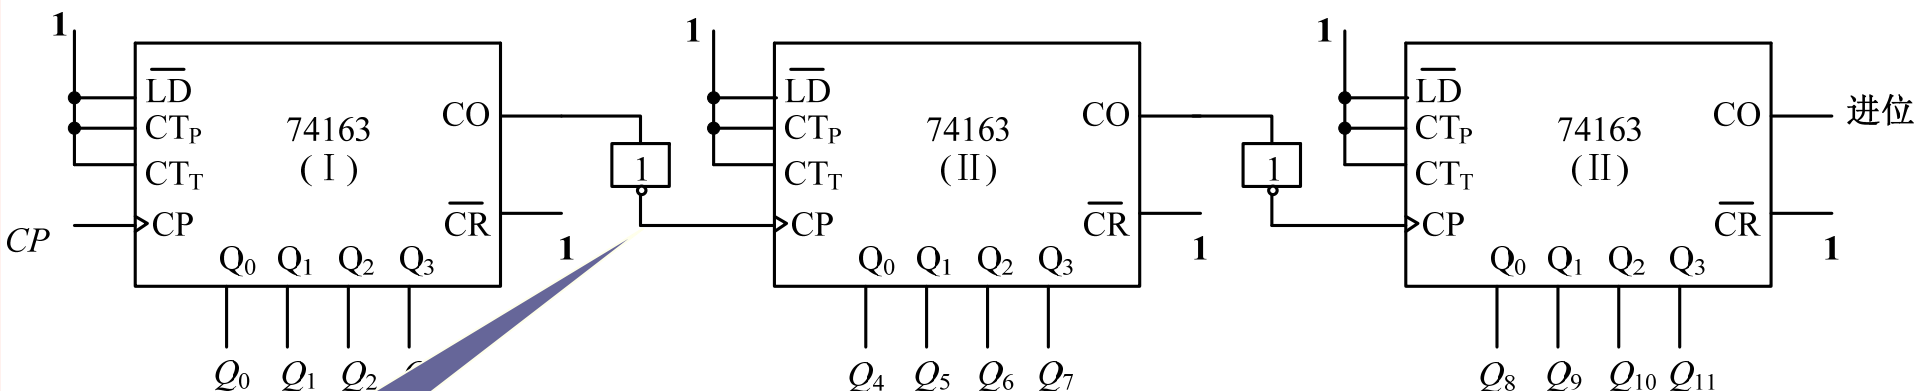 1 1 1
LD LD LD
CTP 74163 CO CTP 74163 CO CTP 74163 CO 进位
CTT (Ⅰ) 1 CTT (Ⅱ) 1 CTT (Ⅱ)
CP CP CR CP CR CP CR
1 1 1
Q0 Q1 Q2 Q3 Q0 Q1 Q2 Q3 Q0 Q1 Q2 Q3
Q0 Q1 Q2 Q4 Q5 Q6 Q7 Q8 Q9 Q10 Q11